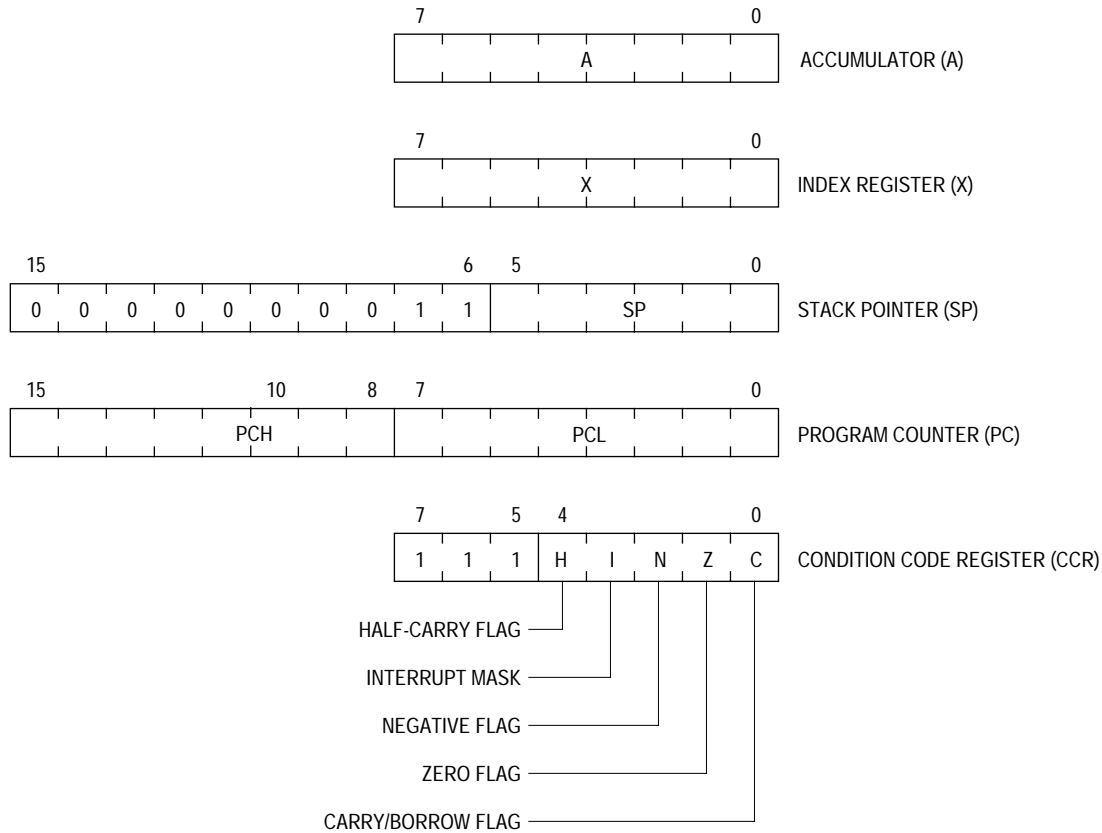 7 0
A ACCUMULATOR (A)
7 0
X INDEX REGISTER (X)
15 6 5 0
0 0 0 0 0 0 0 0 1 1 SP STACK POINTER (SP)
15 10 8 7 0
PCH PCL PROGRAM COUNTER (PC)
7 5 4 0
1 1 1 H I N Z C CONDITION CODE REGISTER (CCR)
HALF-CARRY FLAG
INTERRUPT MASK
NEGATIVE FLAG
ZERO FLAG
CARRY/BORROW FLAG